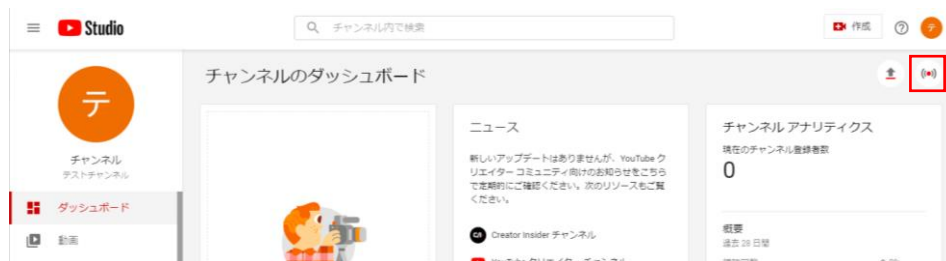 Studio
チャンネル内で検索
作成
テ
チャンネルのダッシュボード
テ
チャンネル
テストチャンネル
ダッシュボード
動画
ニュース
新しいアップデートはありませんが、YouTube ク
リエイター コミュニティ向けのお知らせをこちら
で定期的にご確認ください。次のリソースもご覧
ください。
Creator Insider チャンネル
チャンネル アナリティクス
現在のチャンネル登録者数
0
概要
過去 28 日間